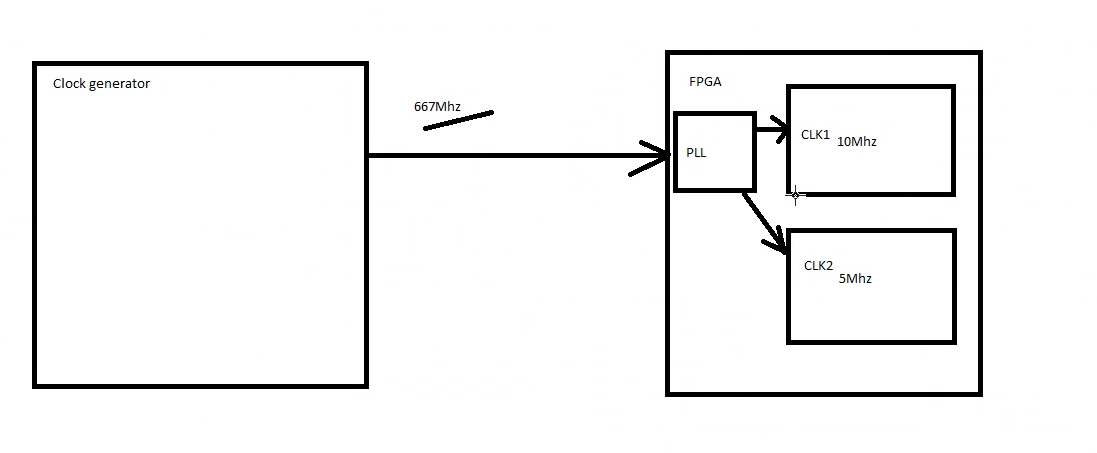 Clock generator
667Mhz
FPGA
PLL
CLK1 10Mhz
CLK2
5Mhz